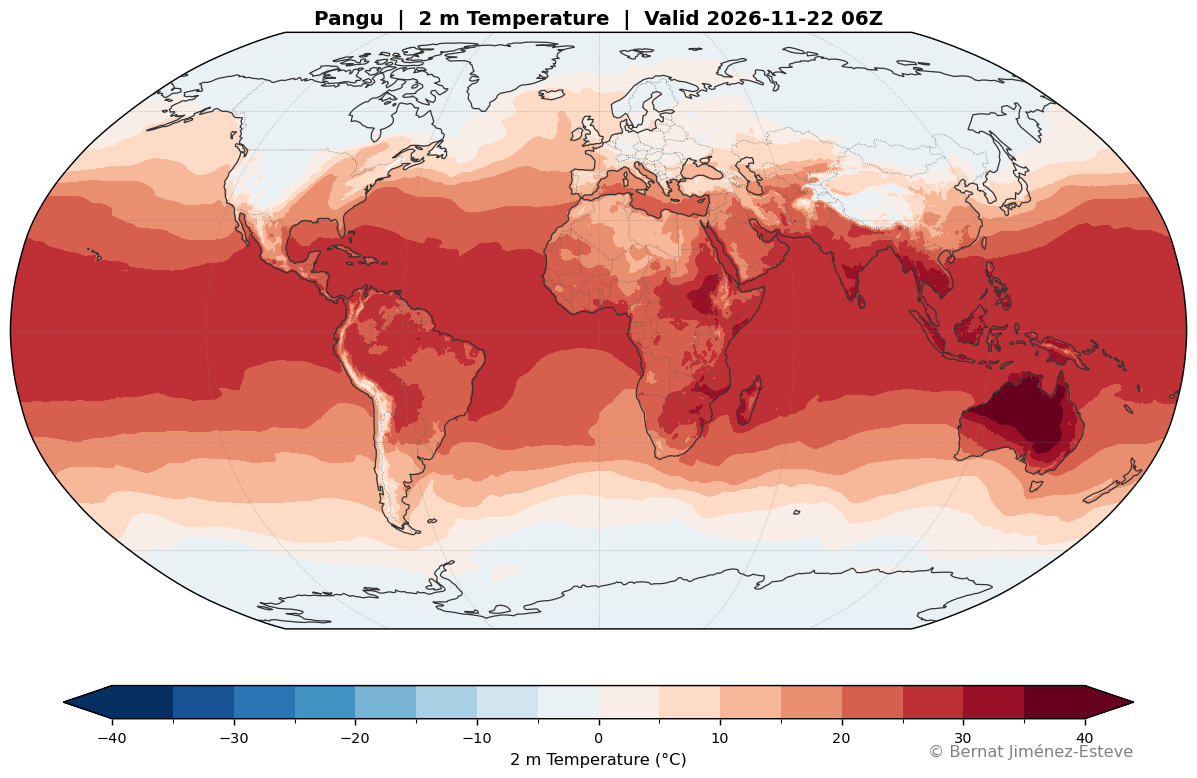 Pangu | 2 m Temperature | Valid 2026-11-22 06Z
−40 −30 −20 −10 0 10 20 30 40
2 m Temperature (°C)
© Bernat Jiménez-Esteve